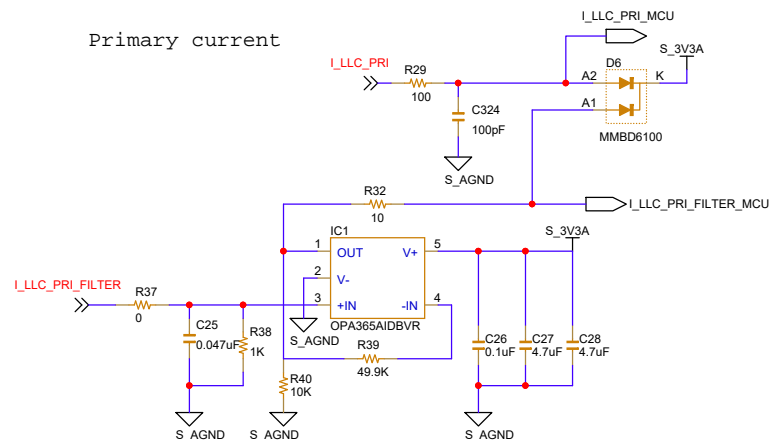 Primary current
I_LLC_PRI_MCU
I_LLC_PRI
R29
100
C324
100pF
S_AGND
D6
A2
K
A1
MMBD6100
S_3V3A
R32
10
I_LLC_PRI_FILTER_MCU
IC1
1
OUT
V+
5
2
V-
3
+IN
-IN
4
OPA365AIDBVR
S_3V3A
I_LLC_PRI_FILTER
R37
0
C25
0.047uF
R38
1K
S_AGND
S_AGND
R39
49.9K
R40
10K
S_AGND
C26
0.1uF
C27
4.7uF
C28
4.7uF
S_AGND